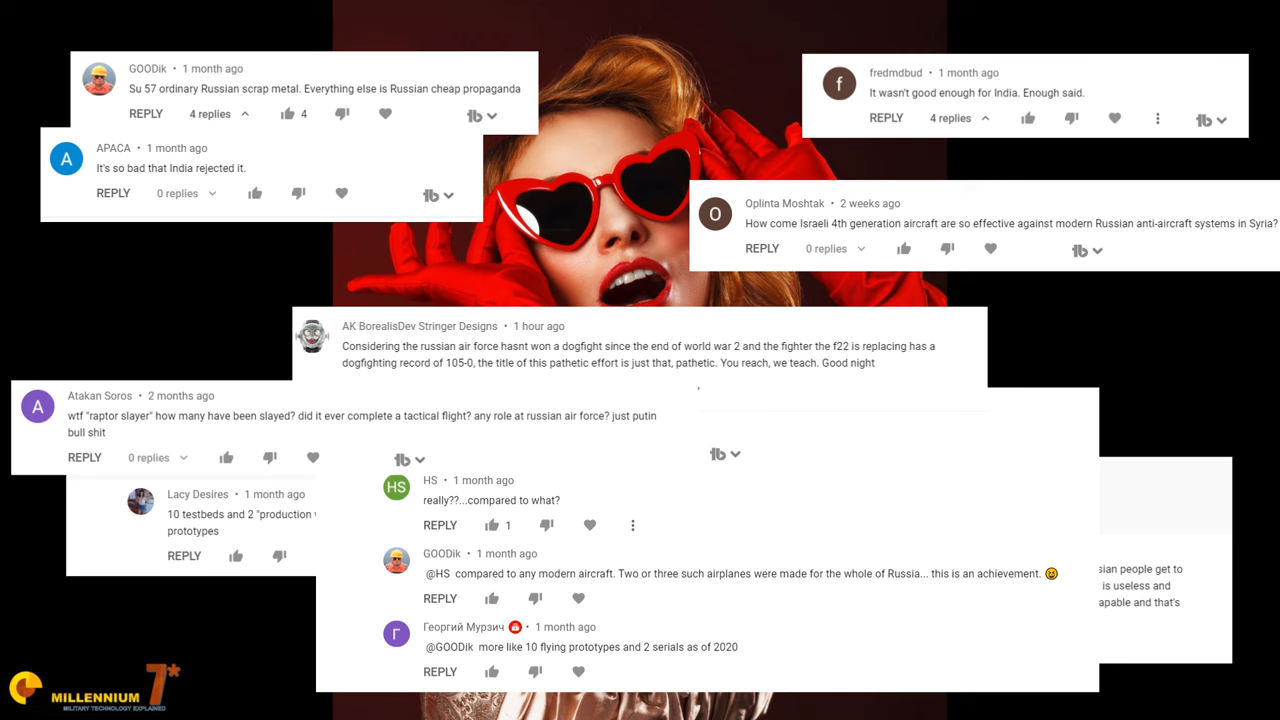 GOODik • 1 month ago
Su 57 ordinary Russian scrap metal. Everything else is Russian cheap propaganda
REPLY 4 replies 4
APACA • 1 month ago
It's so bad that India rejected it.
REPLY 0 replies
fredmdbud • 1 month ago
It wasn't good enough for India. Enough said.
REPLY 4 replies
Oplinta Moshtak • 2 weeks ago
How come Israeli 4th generation aircraft are so effective against modern Russian anti-aircraft systems in Syria?
REPLY 0 replies
AK BorealisDev Stringer Designs • 1 hour ago
Considering the russian air force hasnt won a dogfight since the end of world war 2 and the fighter the f22 is replacing has a
dogfighting record of 105-0, the title of this pathetic effort is just that, pathetic. You reach, we teach. Good night
Atakan Soros • 2 months ago
wtf "raptor slayer" how many have been slayed? did it ever complete a tactical flight? any role at russian air force? just putin
bull shit
REPLY 0 replies
Lacy Desires • 1 month ago
10 testbeds and 2 "production
prototypes
REPLY
HS • 1 month ago
really??...compared to what?
REPLY 1
GOODik • 1 month ago
@HS compared to any modern aircraft. Two or three such airplanes were made for the whole of Russia... this is an achievement.
REPLY
Георгий Мурзич • 1 month ago
@GOODik more like 10 flying prototypes and 2 serials as of 2020
REPLY
people get to
is useless and
and that's
MILLENNIUM 7*
MILITARY TECHNOLOGY EXPLAINED